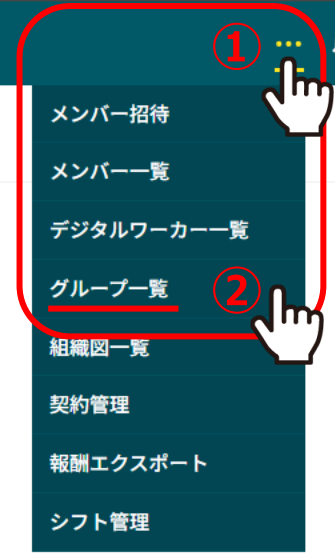 ① …
メンバー招待
メンバー一覧
デジタルワーカー一覧
グループ一覧 ②
組織図一覧
契約管理
報酬エクスポート
シフト管理